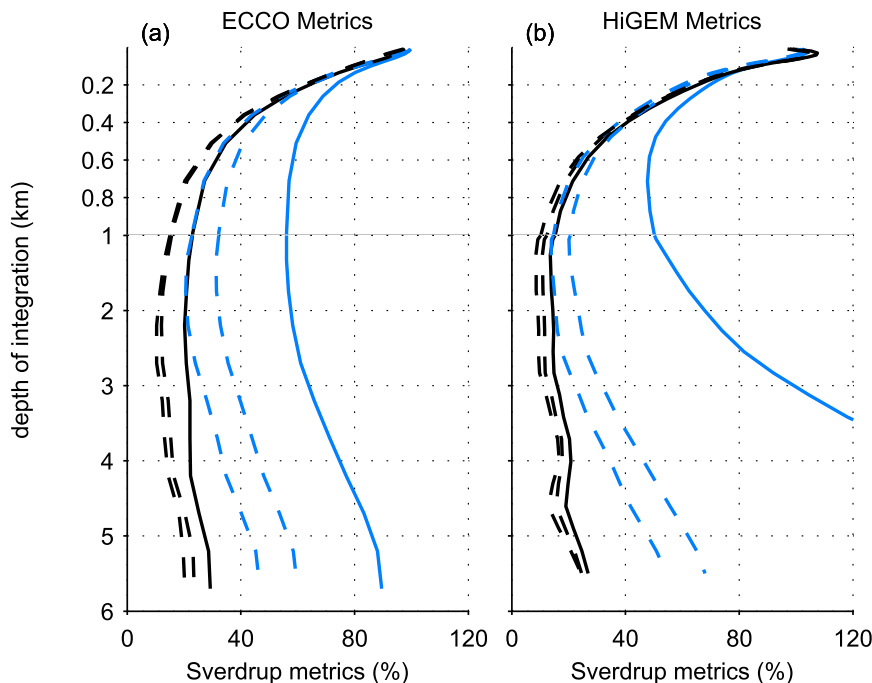 (a) ECCO Metrics
(b) HiGEM Metrics
depth of integration (km)
0.2
0.4
0.6
0.8
1
2
3
4
5
6
0 40 80 120
0 40 80 120
Sverdrup metrics (%)
Sverdrup metrics (%)